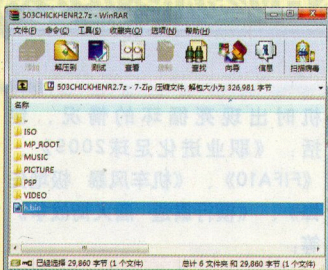 503CHICKHENR2.7z - WinRAR
文件(F) 命令(C) 工具(S) 收藏夹(O) 选项(N) 帮助(H)
添加 解压到 测试 查看 删除 查找 向导 信息 扫描病毒
503CHICKHENR2.7z - 7-Zip 压缩文件, 解包大小为 326,981 字节
名称
..
ISO
MP_ROOT
MUSIC
PICTURE
PSP
VIDEO
h.bin
已经选择 29,860 字节(1 个文件) 总计 6 文件夹 和 29,860 字节(1 个文件)